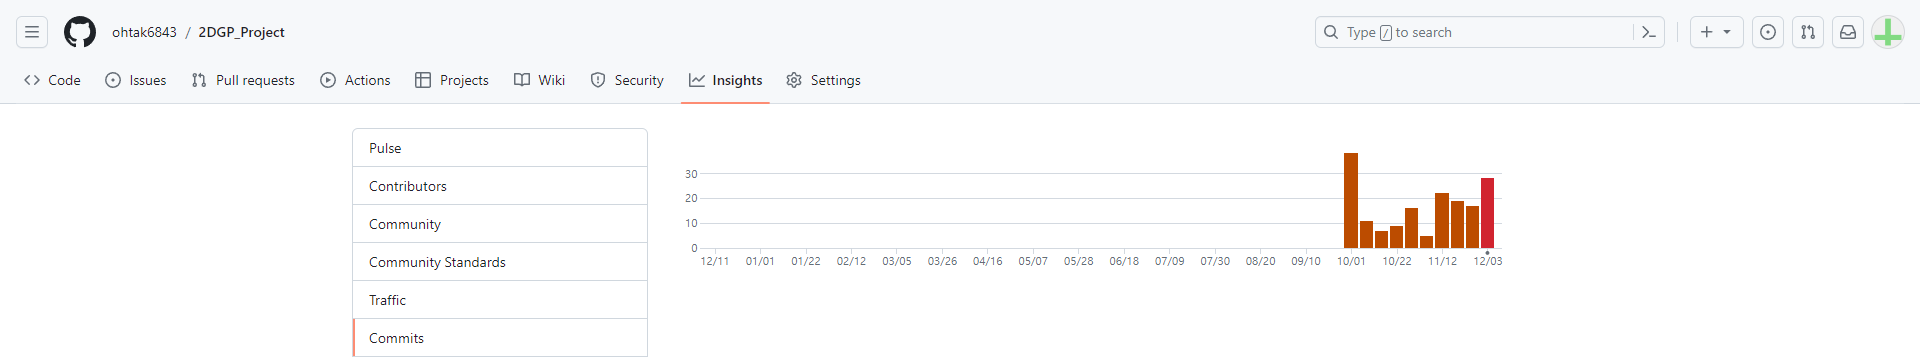 ohtak6843 / 2DGP_Project
Type / to search
Code Issues Pull requests Actions Projects Wiki Security Insights Settings
Pulse
Contributors
Community
Community Standards
Traffic
Commits
30
20
10
0
12/11 01/01 01/22 02/12 03/05 03/26 04/16 05/07 05/28 06/18 07/09 07/30 08/20 09/10 10/01 10/22 11/12 12/03